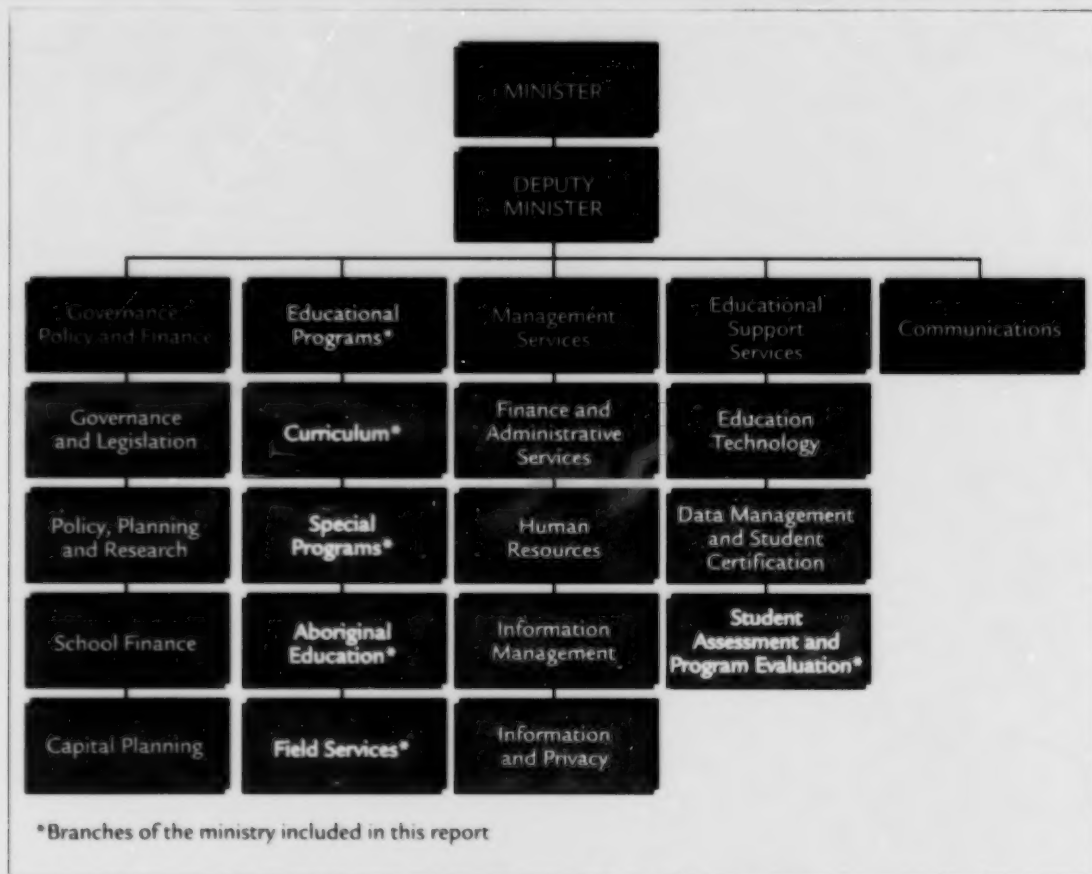 MINISTER
DEPUTY
MINISTER
Governance
Policy and Finance
Educational
Programs*
Management
Services
Educational
Support
Services
Communications
Governance
and Legislation
Curriculum*
Finance and
Administrative
Services
Education
Technology
Policy, Planning
and Research
Special
Programs*
Human
Resources
Data Management
and Student
Certification
School Finance
Aboriginal
Education*
Information
Management
Student
Assessment and
Program Evaluation*
Capital Planning
Field Services*
Information
and Privacy
*Branches of the ministry included in this report